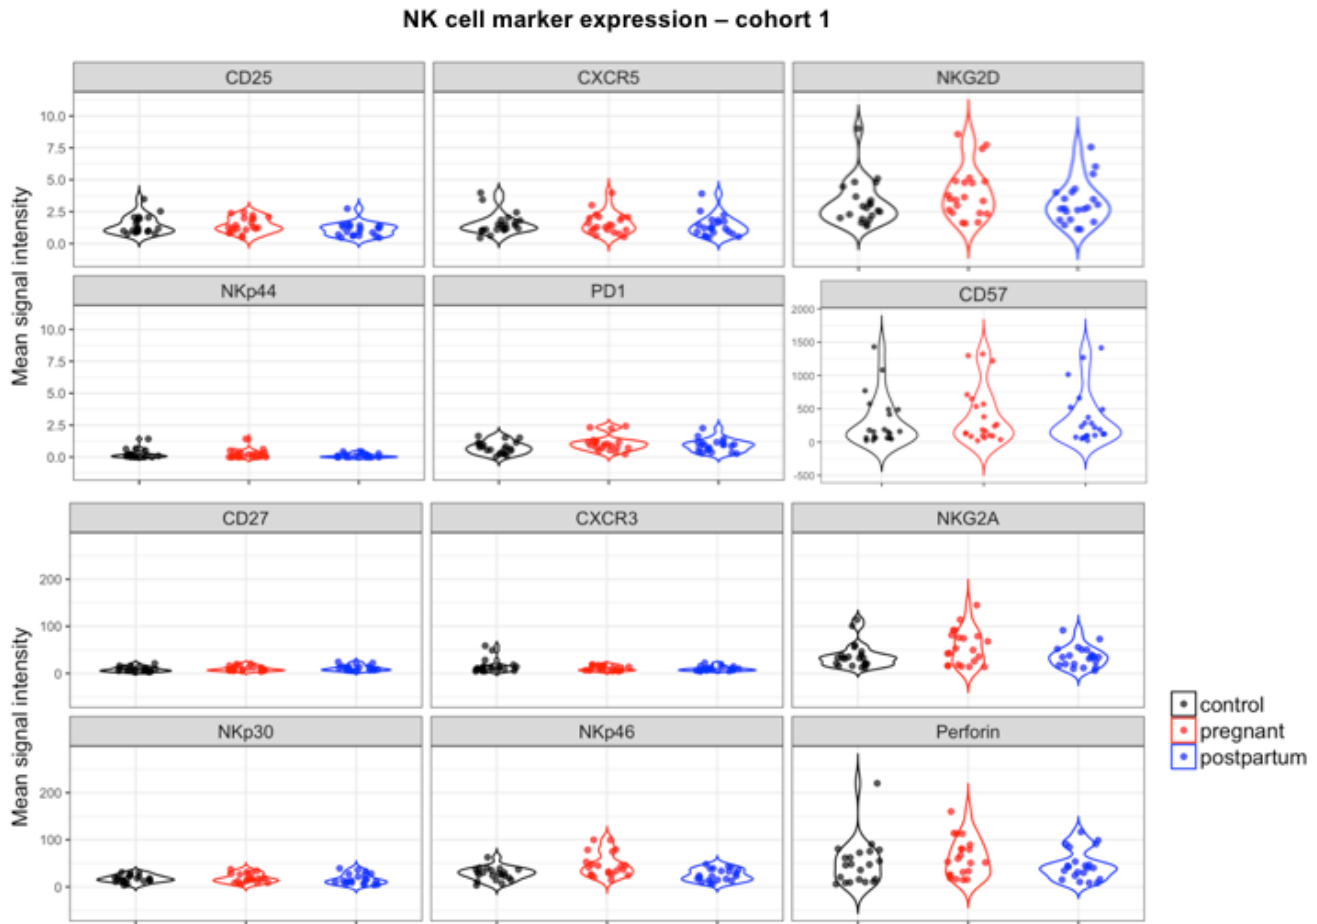 NK cell marker expression – cohort 1
CD25
CXCR5
NKG2D
10.0
7.5
5.0
2.5
0.0
Mean signal intensity
NKp44
PD1
CD57
10.0
7.5
5.0
2.5
0.0
2000
1500
1000
500
0
-500
CD27
CXCR3
NKG2A
200
100
0
Mean signal intensity
NKp30
NKp46
Perforin
200
100
0
control
pregnant
postpartum